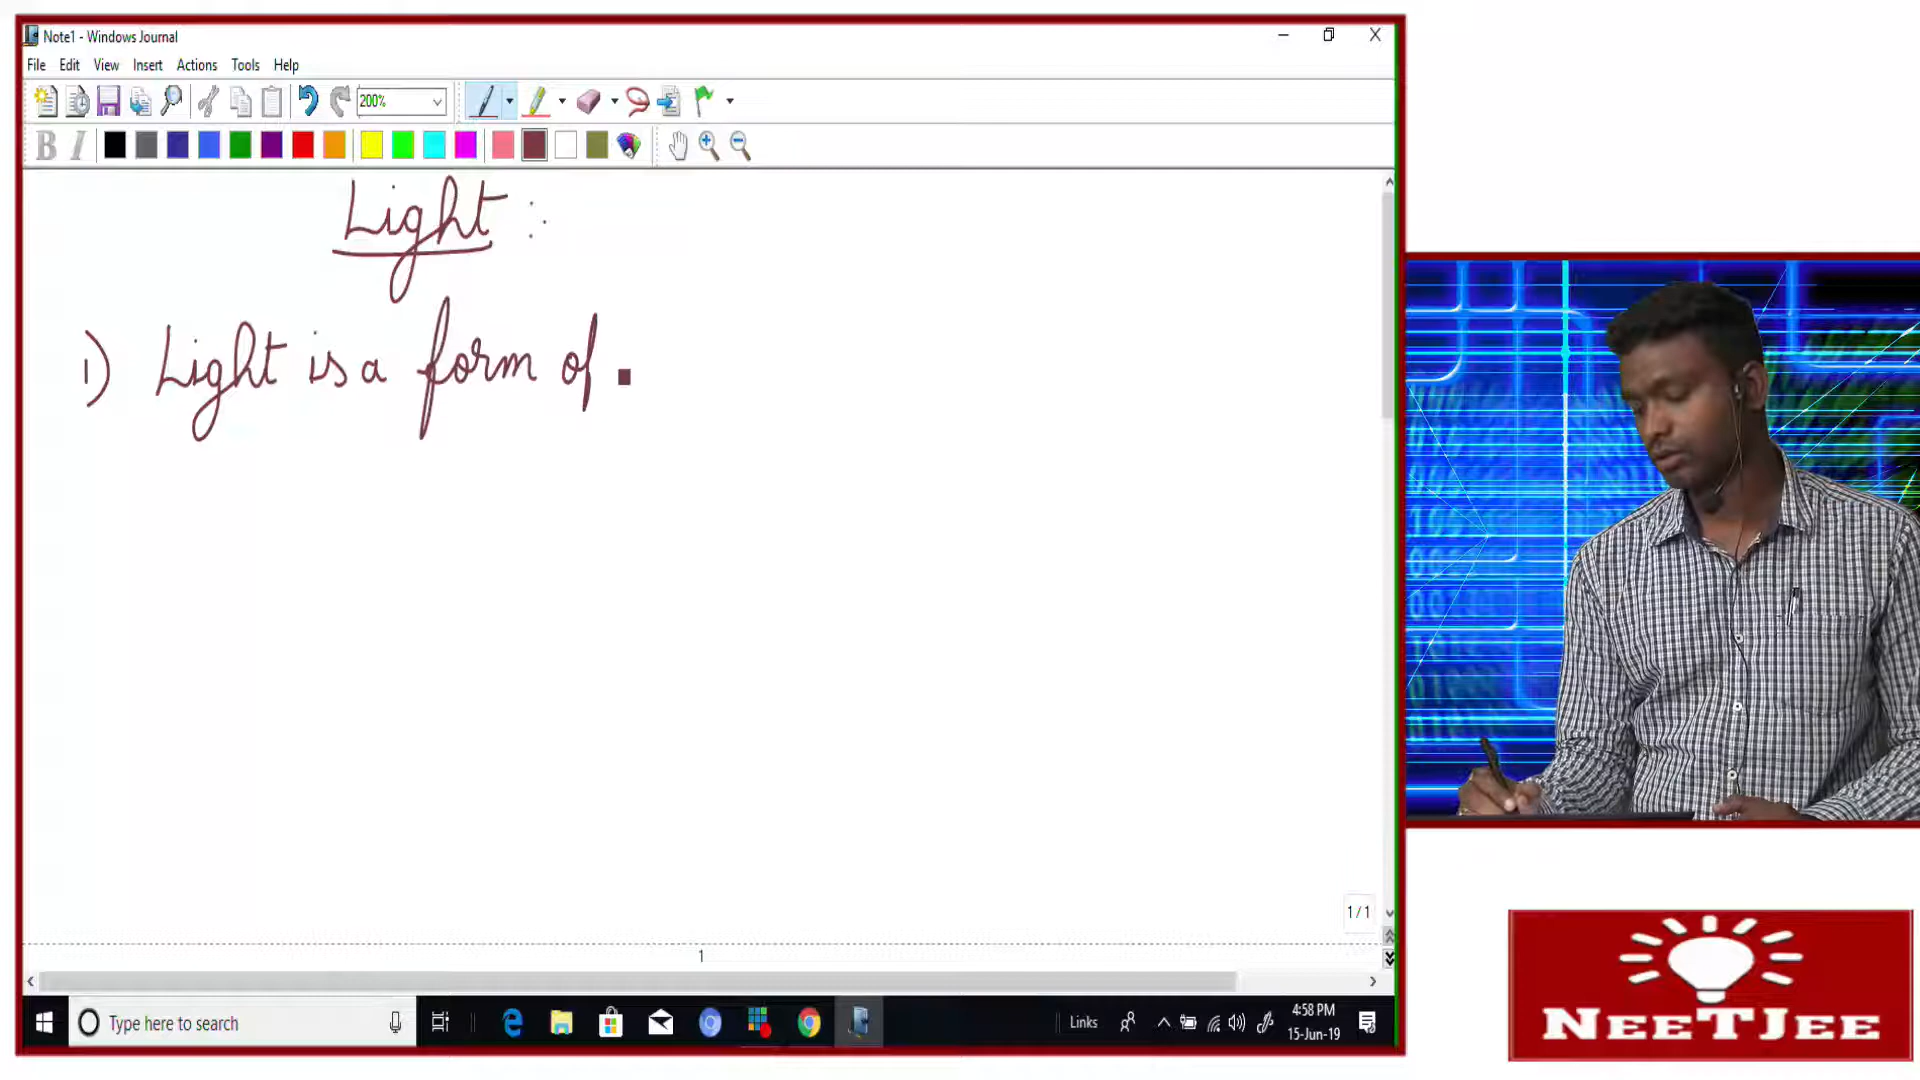 Note1 - Windows Journal
File Edit View Insert Actions Tools Help
200%
B I
Light :-
1) Light is a form of
1 / 1
1
Type here to search
Links
4:58 PM
15-Jun-19
NEETJEE